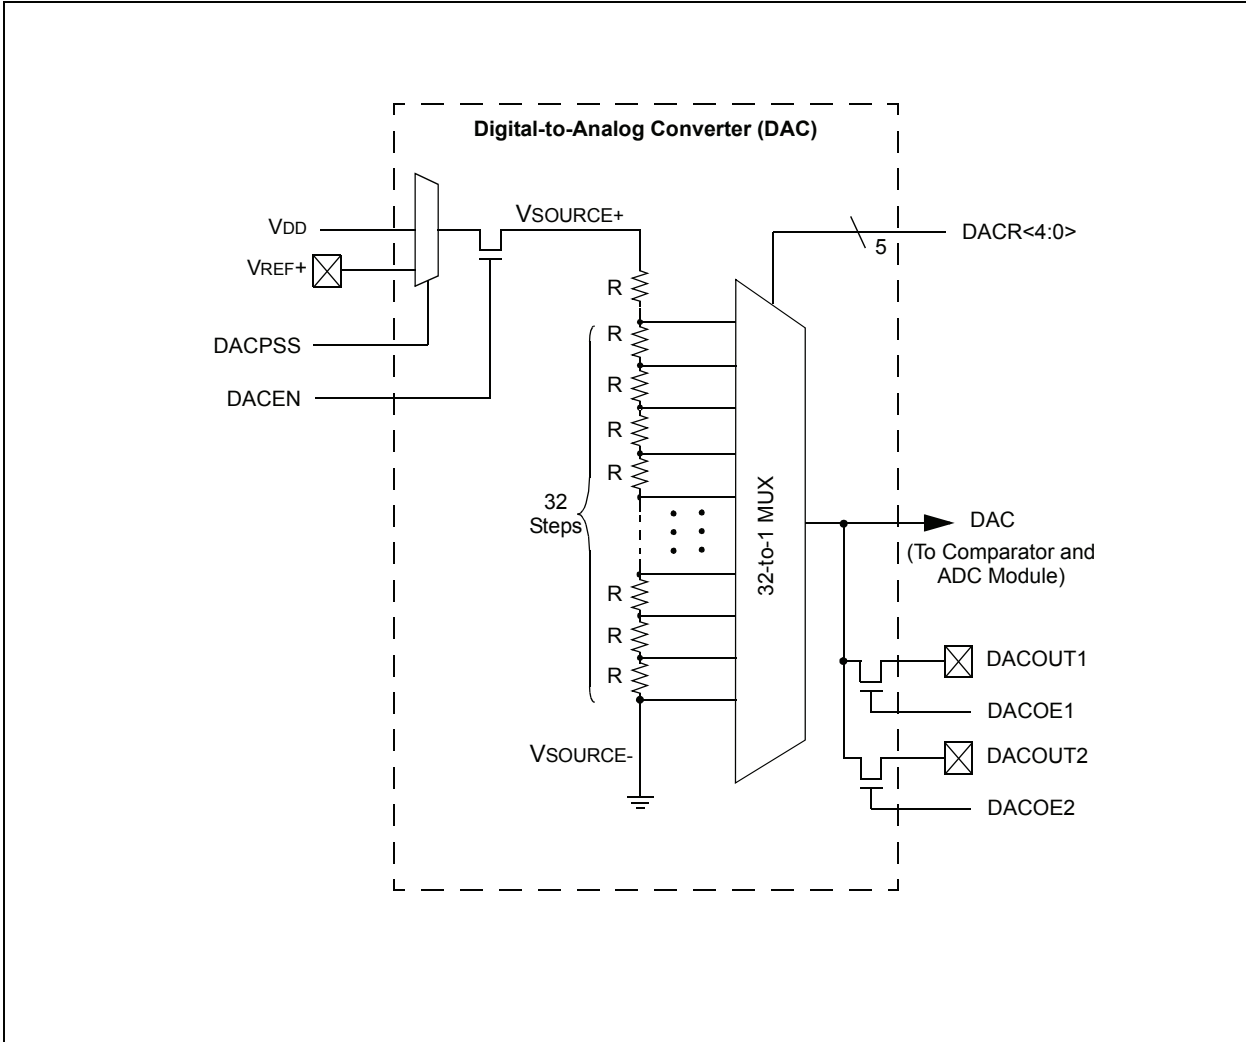 Digital-to-Analog Converter (DAC)
VDD
VREF+
DACPSS
DACEN
VSOURCE+
R
R
R
R
R
32
Steps
R
R
R
VSOURCE-
32-to-1 MUX
5
DACR<4:0>
DAC
(To Comparator and
ADC Module)
DACOUT1
DACOE1
DACOUT2
DACOE2